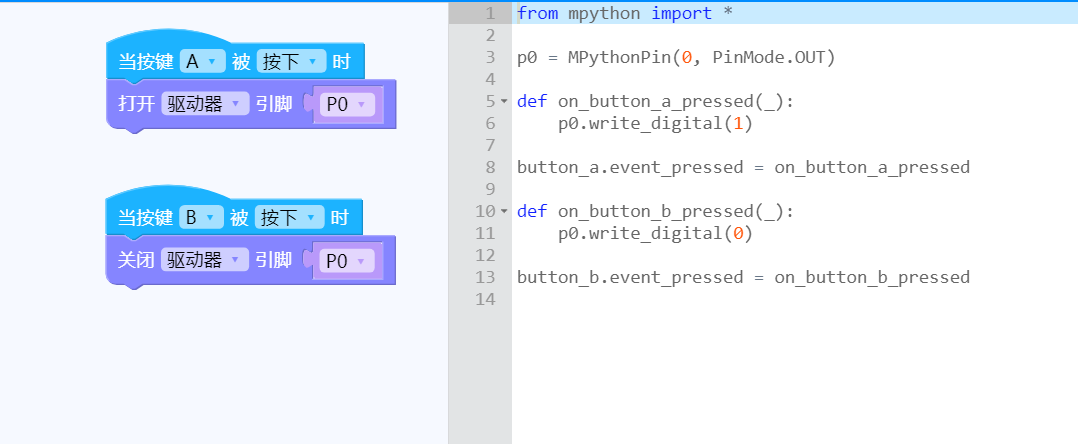 当按键 A 被 按下 时
打开 驱动器 引脚 P0
当按键 B 被 按下 时
关闭 驱动器 引脚 P0
1 from mpython import *
2
3 p0 = MPythonPin(0, PinMode.OUT)
4
5 def on_button_a_pressed(_):
6     p0.write_digital(1)
7
8 button_a.event_pressed = on_button_a_pressed
9
10 def on_button_b_pressed(_):
11     p0.write_digital(0)
12
13 button_b.event_pressed = on_button_b_pressed
14